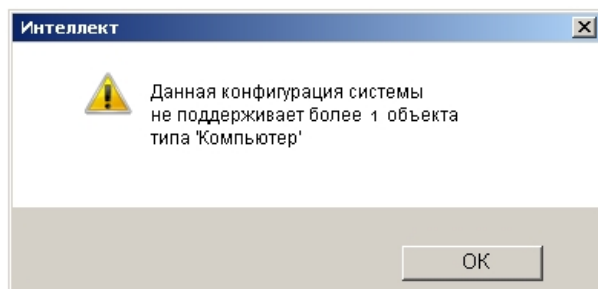 Интеллект
Данная конфигурация системы
не поддерживает более 1 объекта
типа 'Компьютер'
OK